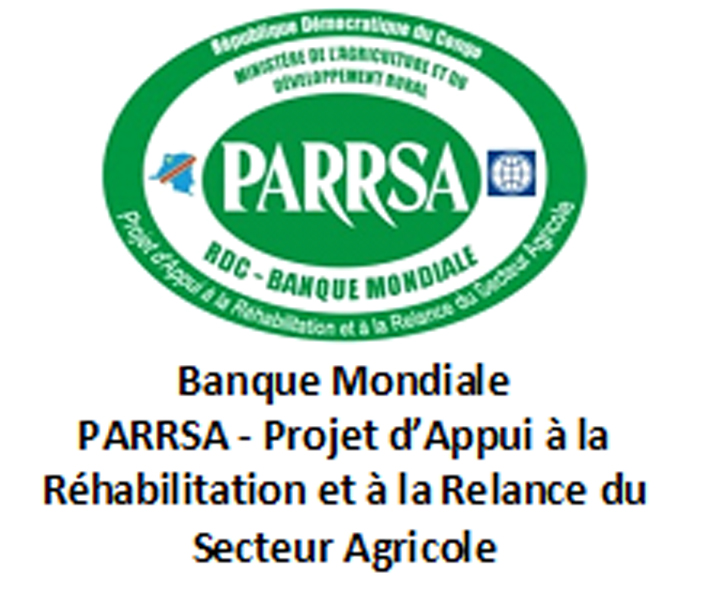 République Démocratique du Congo
MINISTÈRE DE L'AGRICULTURE ET DU
DÉVELOPPEMENT RURAL
PARRSA
RDC - BANQUE MONDIALE
Projet d'Appui à la Réhabilitation et à la Relance du Secteur Agricole
Banque Mondiale
PARRSA - Projet d’Appui à la
Réhabilitation et à la Relance du
Secteur Agricole